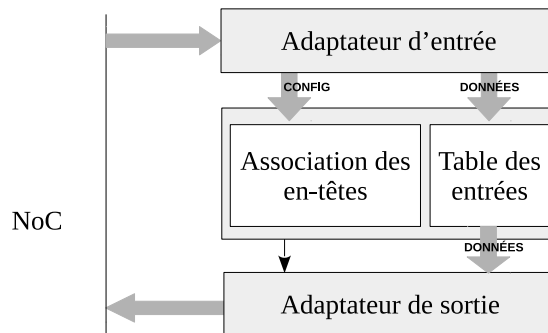 Adaptateur d’entrée
CONFIG
DONNÉES
Association des
en-têtes
Table des
entrées
NoC
DONNÉES
Adaptateur de sortie